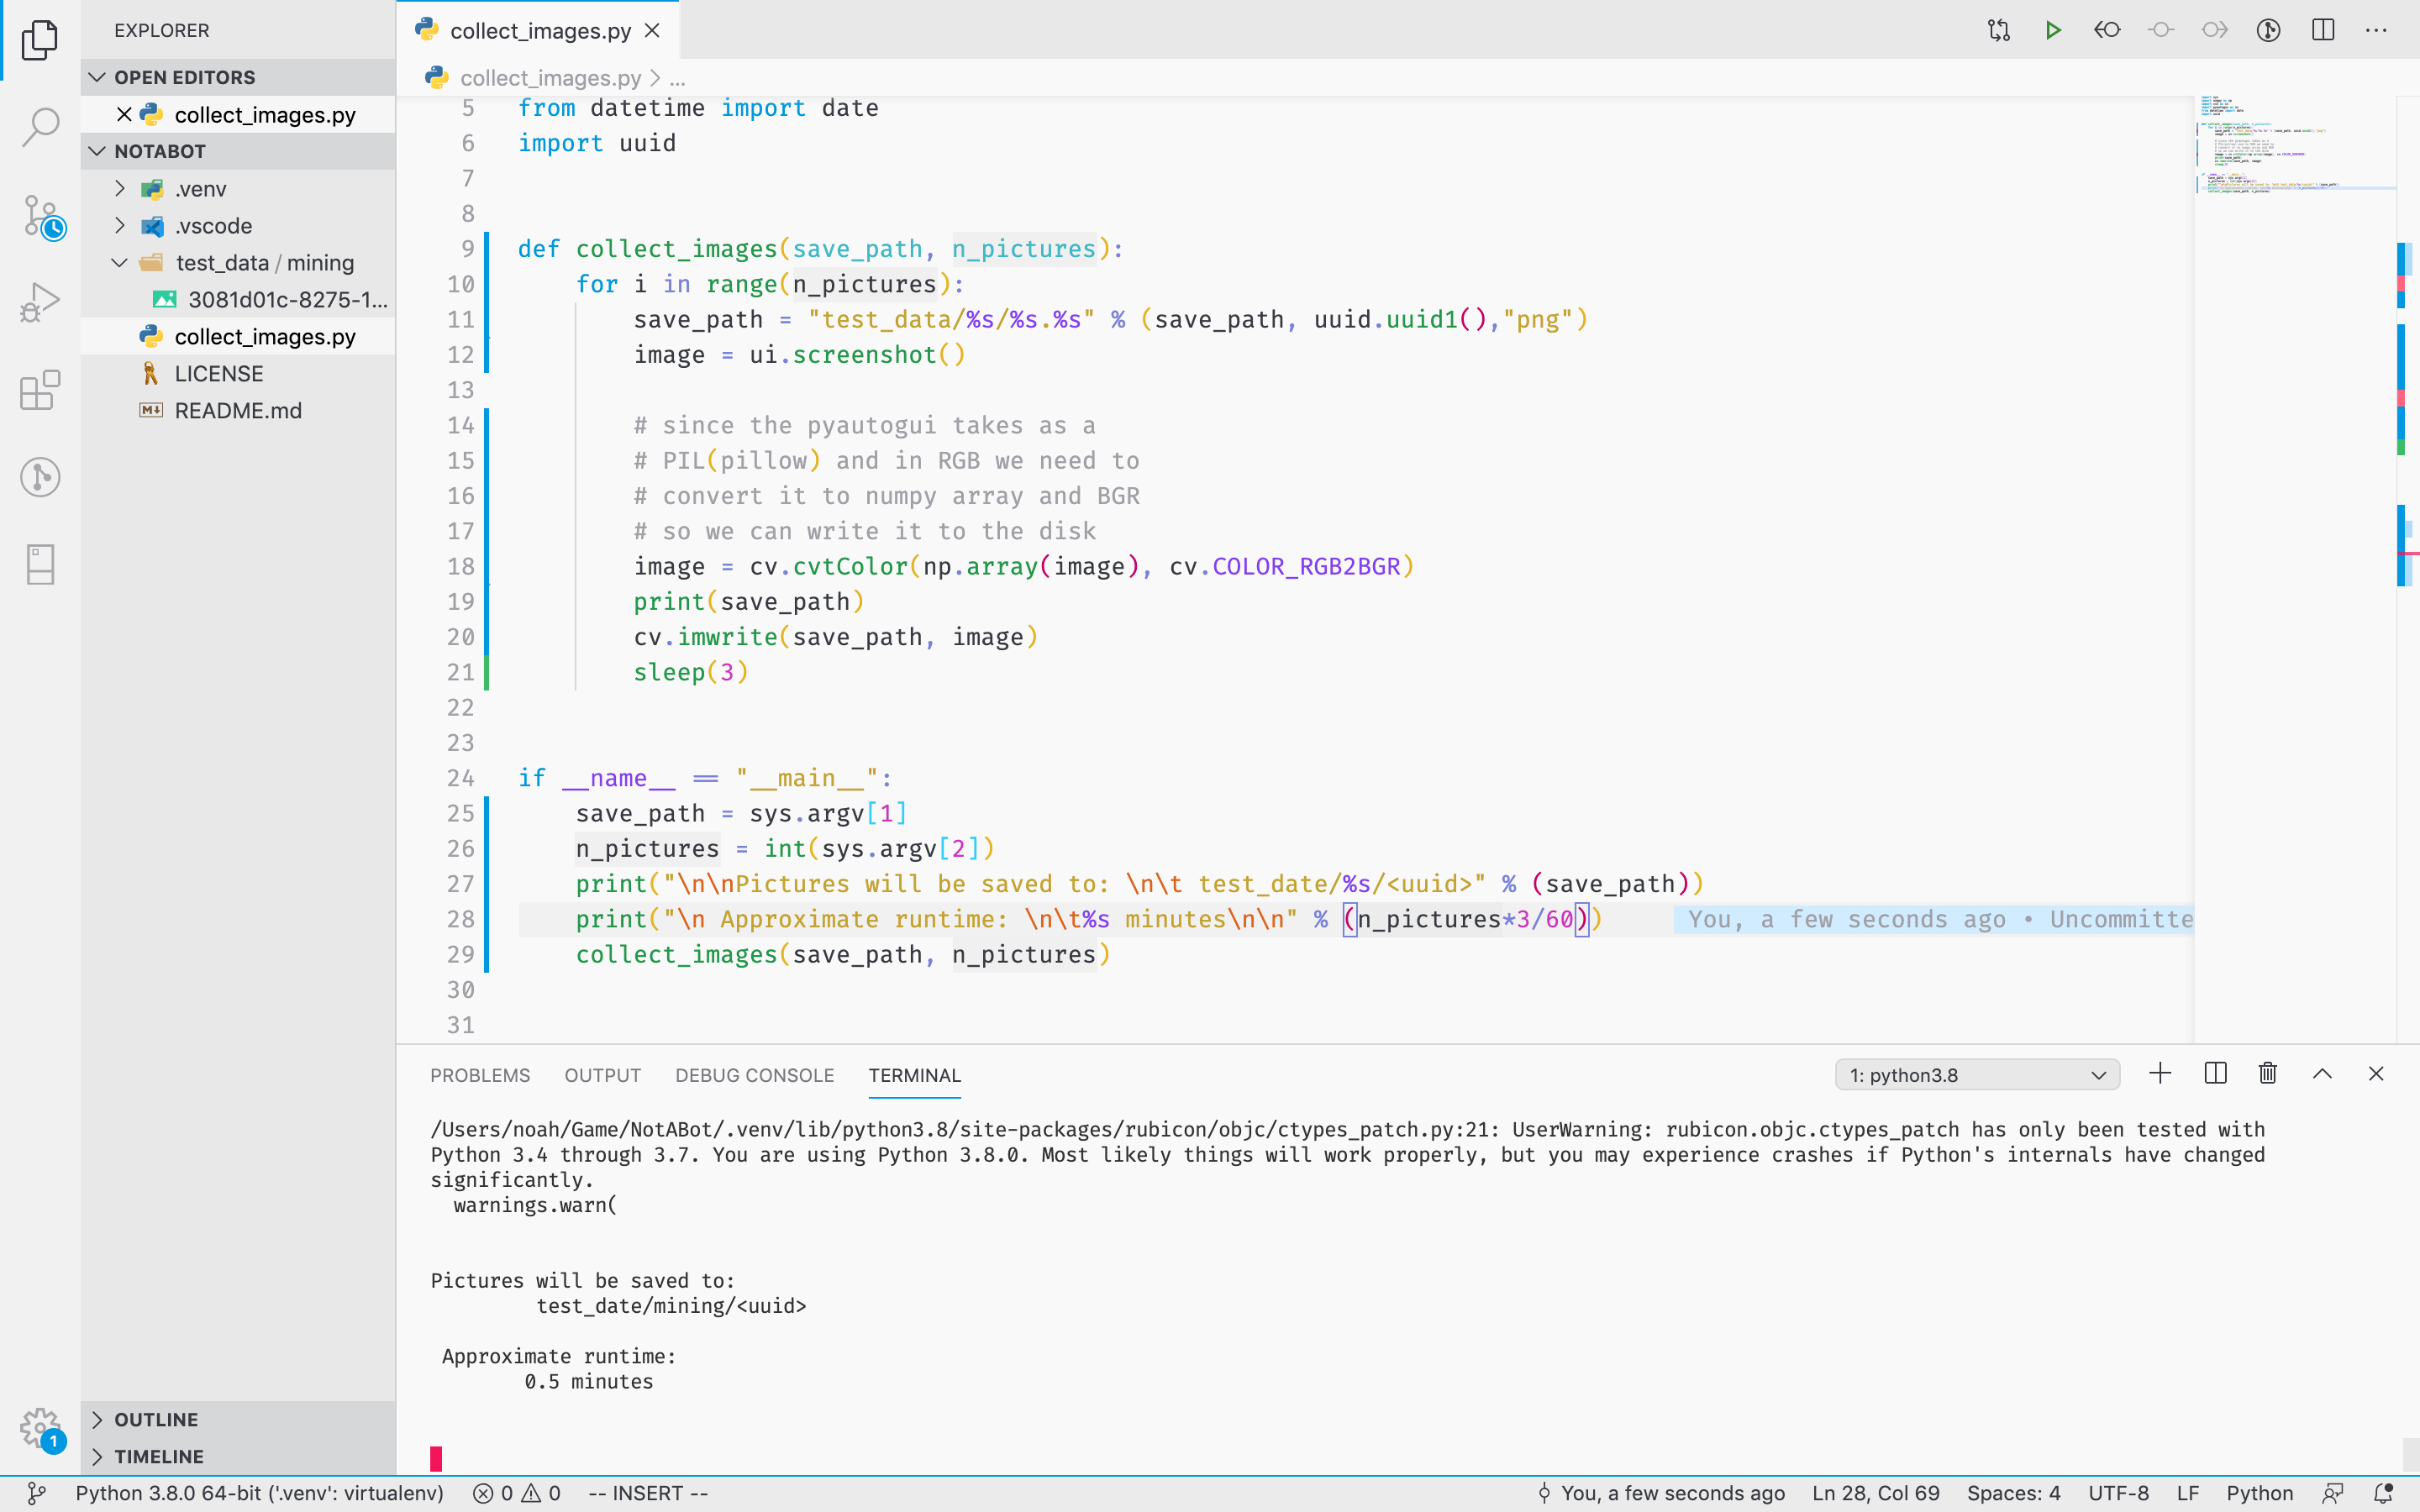 EXPLORER
OPEN EDITORS
collect_images.py
NOTABOT
.venv
.vscode
test_data / mining
3081d01c-8275-1...
collect_images.py
LICENSE
README.md
OUTLINE
TIMELINE
1
collect_images.py
collect_images.py > ...
5 from datetime import date
6 import uuid
7
8
9 def collect_images(save_path, n_pictures):
10 for i in range(n_pictures):
11 save_path = "test_data/%s/%s.%s" % (save_path, uuid.uuid1(),"png")
12 image = ui.screenshot()
13
14 # since the pyautogui takes as a
15 # PIL(pillow) and in RGB we need to
16 # convert it to numpy array and BGR
17 # so we can write it to the disk
18 image = cv.cvtColor(np.array(image), cv.COLOR_RGB2BGR)
19 print(save_path)
20 cv.imwrite(save_path, image)
21 sleep(3)
22
23
24 if __name__ == "__main__":
25 save_path = sys.argv[1]
26 n_pictures = int(sys.argv[2])
27 print("\n\nPictures will be saved to: \n\t test_date/%s/<uuid>" % (save_path))
28 print("\n Approximate runtime: \n\t%s minutes\n\n" % (n_pictures*3/60)) You, a few seconds ago • Uncommitte
29 collect_images(save_path, n_pictures)
30
31
PROBLEMS OUTPUT DEBUG CONSOLE TERMINAL 1: python3.8
/Users/noah/Game/NotABot/.venv/lib/python3.8/site-packages/rubicon/objc/ctypes_patch.py:21: UserWarning: rubicon.objc.ctypes_patch has only been tested with
Python 3.4 through 3.7. You are using Python 3.8.0. Most likely things will work properly, but you may experience crashes if Python's internals have changed
significantly.
warnings.warn(
Pictures will be saved to:
test_date/mining/<uuid>
Approximate runtime:
0.5 minutes
Python 3.8.0 64-bit ('.venv': virtualenv) 0 0 -- INSERT -- You, a few seconds ago Ln 28, Col 69 Spaces: 4 UTF-8 LF Python